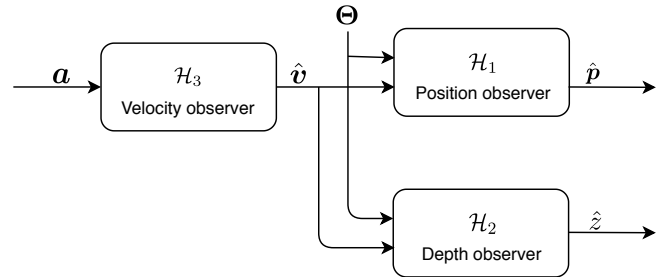 Θ
a
ℋ₃
Velocity observer
v̂
ℋ₁
Position observer
p̂
ℋ₂
Depth observer
ẑ